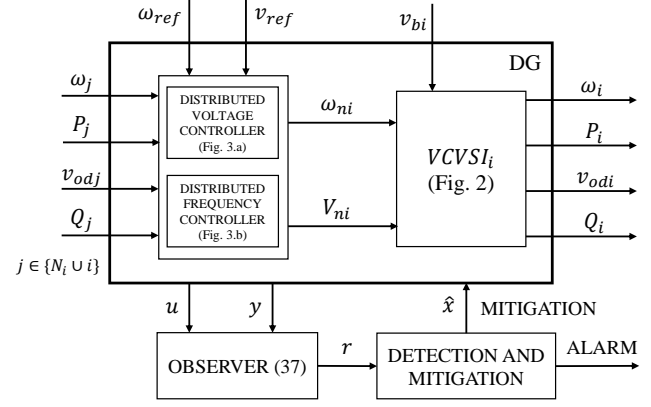 ω_ref v_ref v_bi
DG
ω_j
P_j
v_odj
Q_j
j ∈ {N_i ∪ i}
DISTRIBUTED
VOLTAGE
CONTROLLER
(Fig. 3.a)
DISTRIBUTED
FREQUENCY
CONTROLLER
(Fig. 3.b)
ω_ni
V_ni
VCVSI_i
(Fig. 2)
ω_i
P_i
v_odi
Q_i
u y x̂ MITIGATION
OBSERVER (37)
r
DETECTION AND
MITIGATION
ALARM